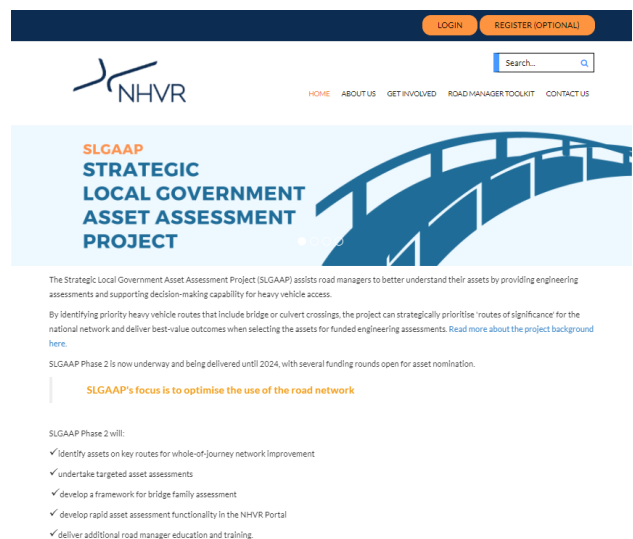 LOGIN
REGISTER (OPTIONAL)
Search...
NHVR
HOME ABOUT US GET INVOLVED ROAD MANAGER TOOLKIT CONTACT US
SLGAAP
STRATEGIC
LOCAL GOVERNMENT
ASSET ASSESSMENT
PROJECT
The Strategic Local Government Asset Assessment Project (SLGAAP) assists road managers to better understand their assets by providing engineering
assessments and supporting decision-making capability for heavy vehicle access.
By identifying priority heavy vehicle routes that include bridge or culvert crossings, the project can strategically prioritise 'routes of significance' for the
national network and deliver best-value outcomes when selecting the assets for funded engineering assessments. Read more about the project background
here.
SLGAAP Phase 2 is now underway and being delivered until 2024, with several funding rounds open for asset nomination.
SLGAAP's focus is to optimise the use of the road network
SLGAAP Phase 2 will:
✓identify assets on key routes for whole-of-journey network improvement
✓undertake targeted asset assessments
✓develop a framework for bridge family assessment
✓ develop rapid asset assessment functionality in the NHVR Portal
✓deliver additional road manager education and training.